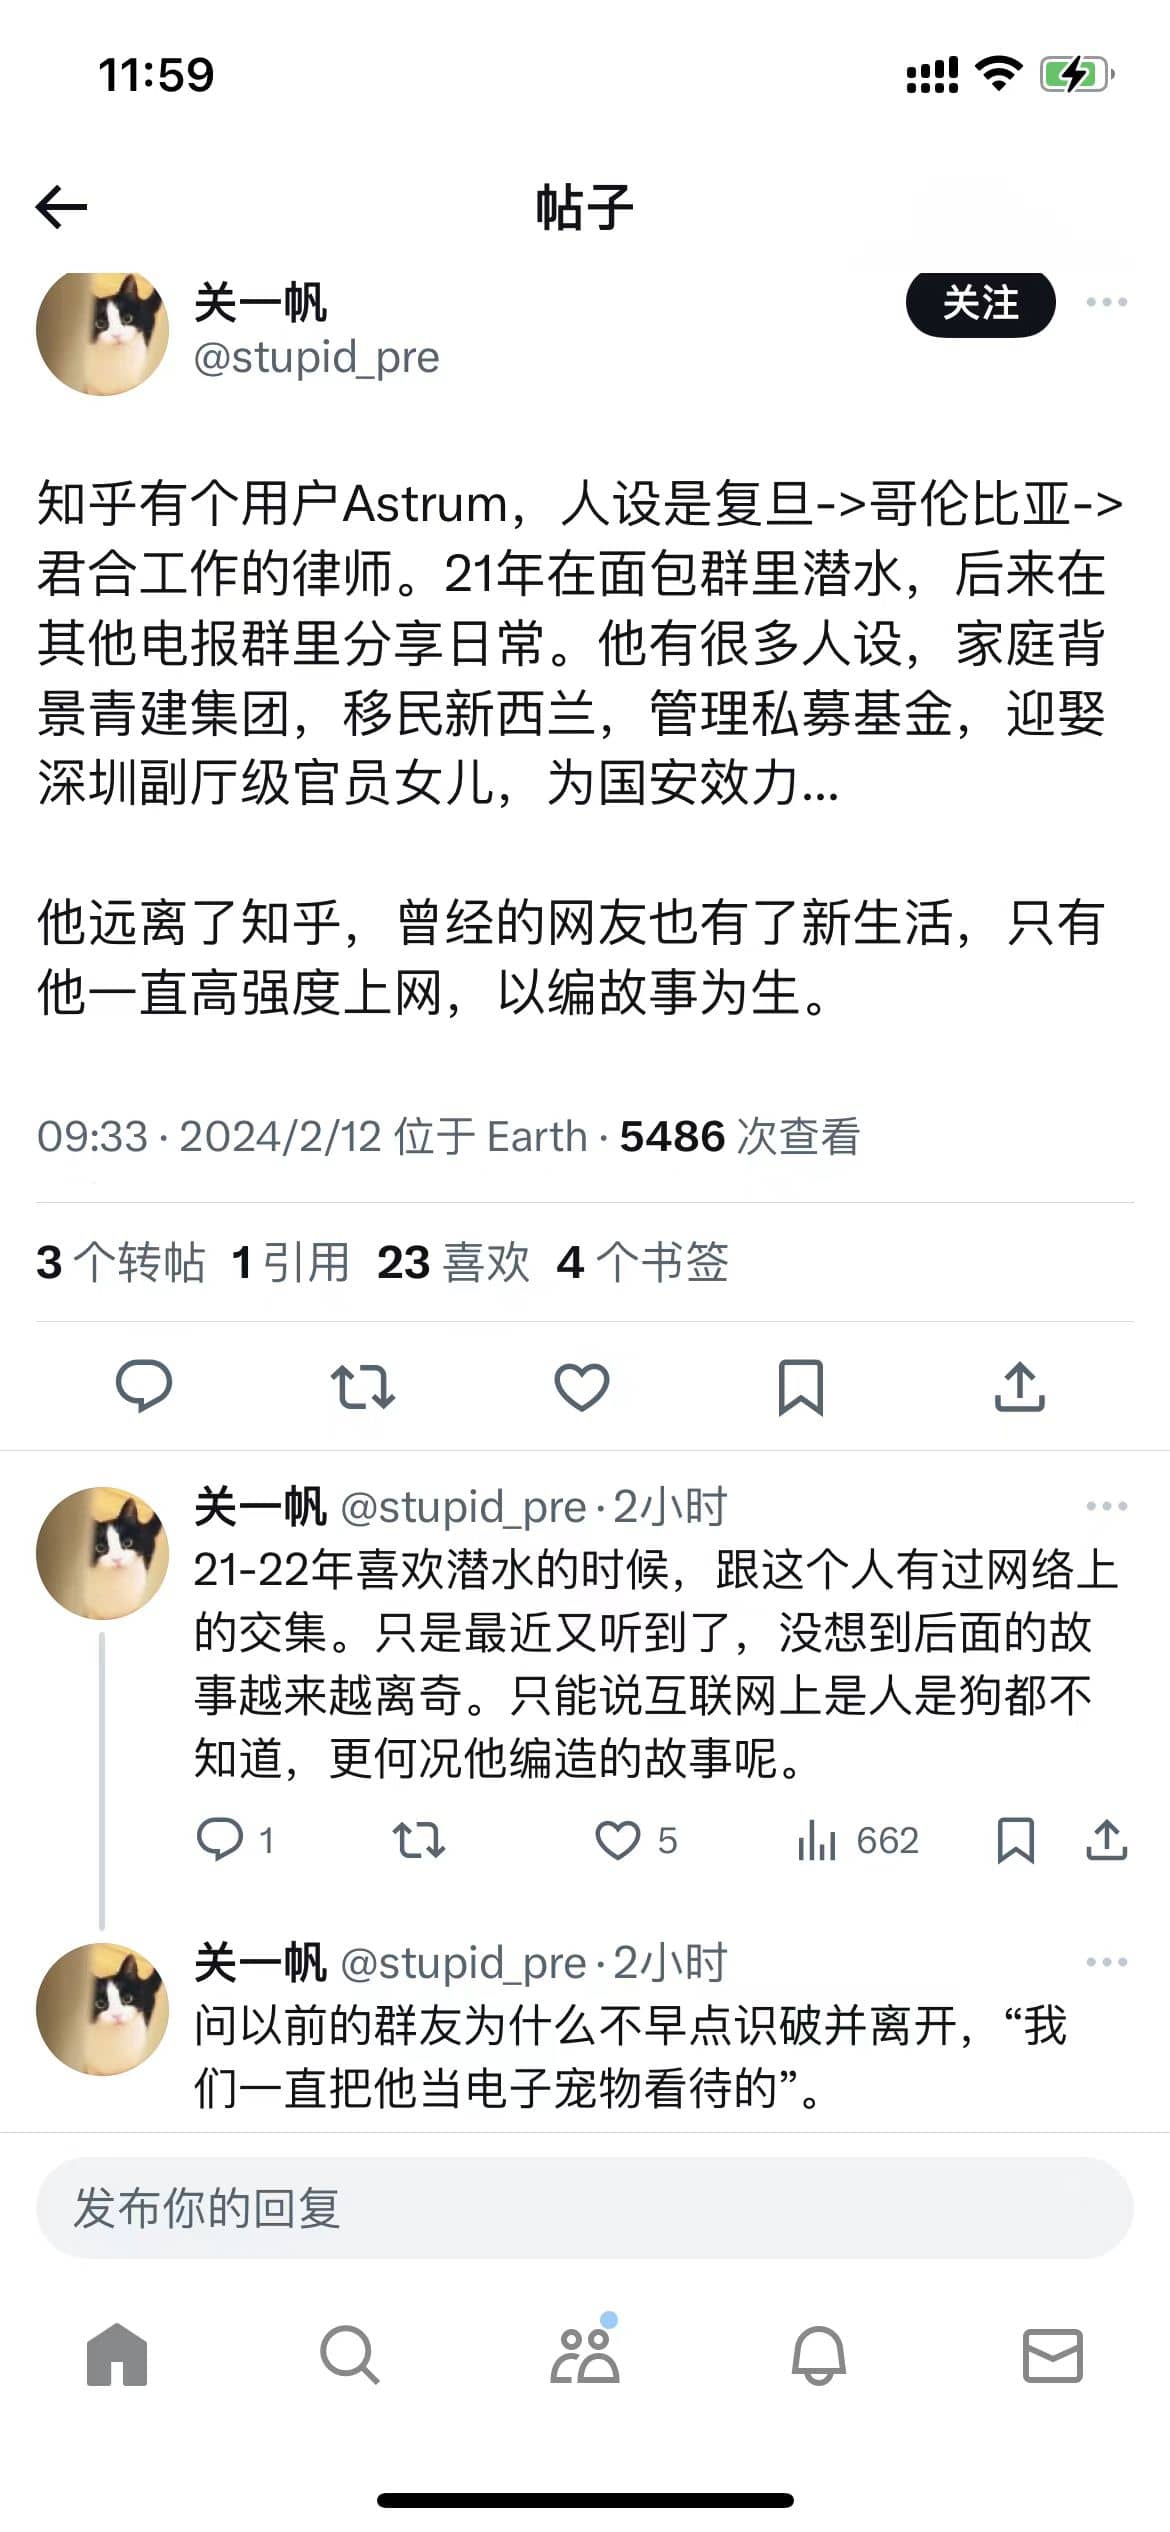 11:59
帖子
关一帆
关注
@stupid_pre
知乎有个用户Astrum，人设是复旦->哥伦比亚->
君合工作的律师。21年在面包群里潜水，后来在
其他电报群里分享日常。他有很多人设，家庭背
景青建集团，移民新西兰，管理私募基金，迎娶
深圳副厅级官员女儿，为国安效力...
他远离了知乎，曾经的网友也有了新生活，只有
他一直高强度上网，以编故事为生。
09:33 · 2024/2/12 位于 Earth · 5486 次查看
3 个转帖 1 引用 23 喜欢 4 个书签
关一帆 @stupid_pre · 2小时
21-22年喜欢潜水的时候，跟这个人有过网络上
的交集。只是最近又听到了，没想到后面的故
事越来越离奇。只能说互联网上是人是狗都不
知道，更何况他编造的故事呢。
1 5 662
关一帆 @stupid_pre · 2小时
问以前的群友为什么不早点识破并离开，“我
们一直把他当电子宠物看待的”。
发布你的回复